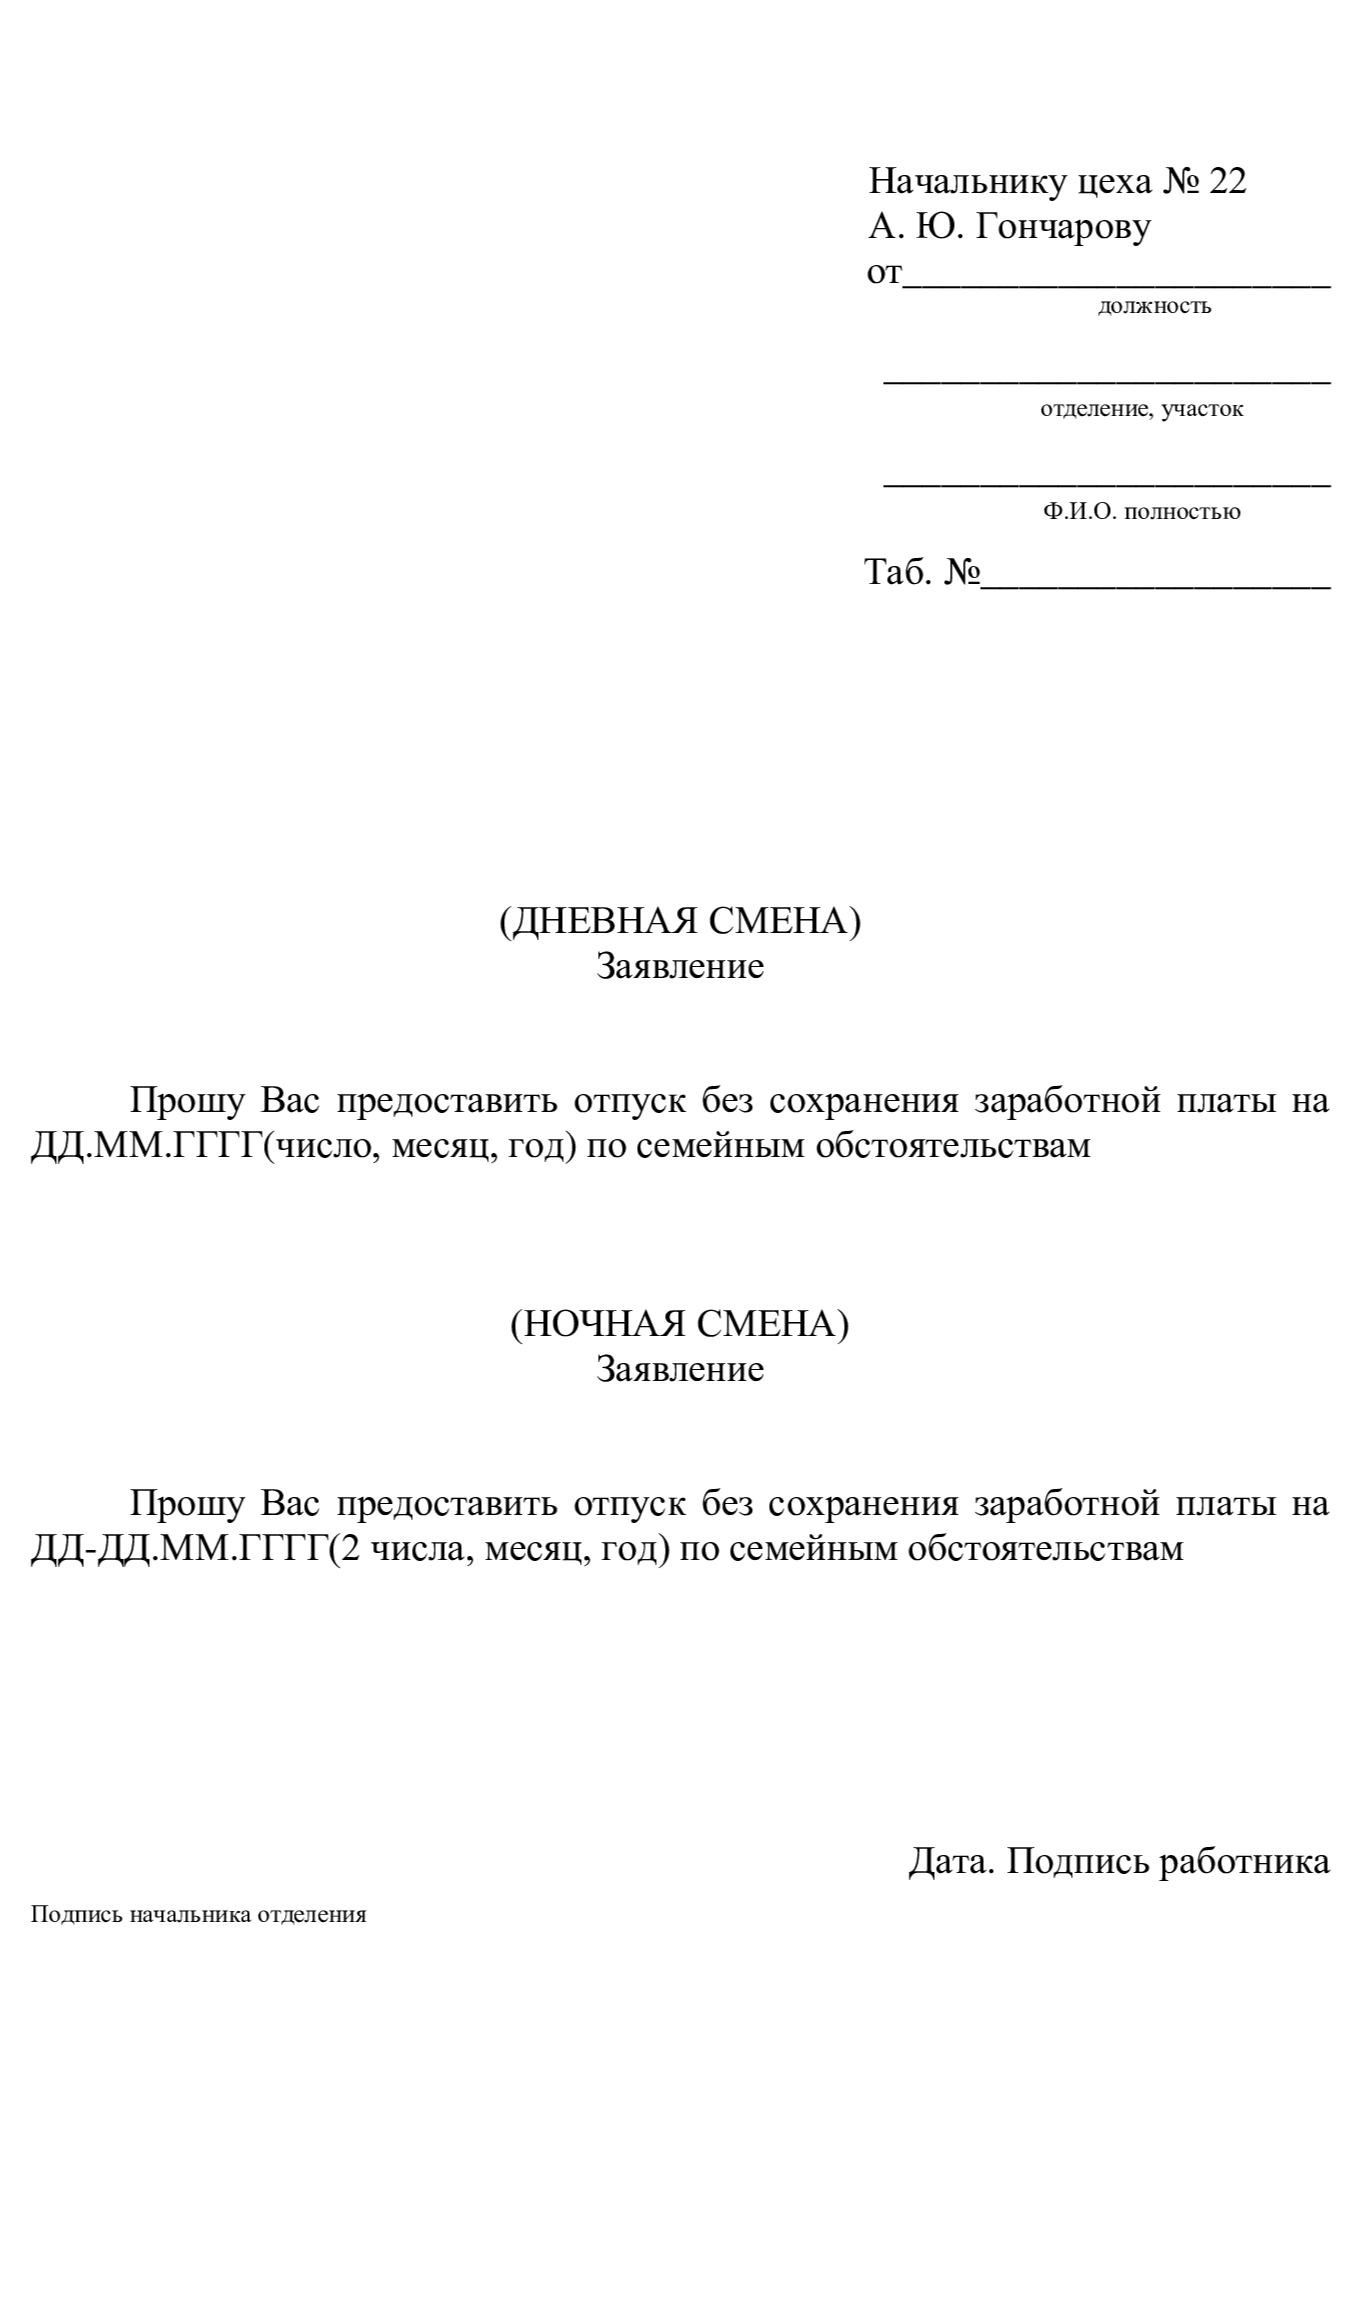 Начальнику цеха № 22
А. Ю. Гончарову
от______________________
должность
_______________________
отделение, участок
_______________________
Ф.И.О. полностью
Таб. №__________________
(ДНЕВНАЯ СМЕНА)
Заявление
Прошу Вас предоставить отпуск без сохранения заработной платы на
ДД.ММ.ГГГГ(число, месяц, год) по семейным обстоятельствам
(НОЧНАЯ СМЕНА)
Заявление
Прошу Вас предоставить отпуск без сохранения заработной платы на
ДД-ДД.ММ.ГГГГ(2 числа, месяц, год) по семейным обстоятельствам
Дата. Подпись работника
Подпись начальника отделения